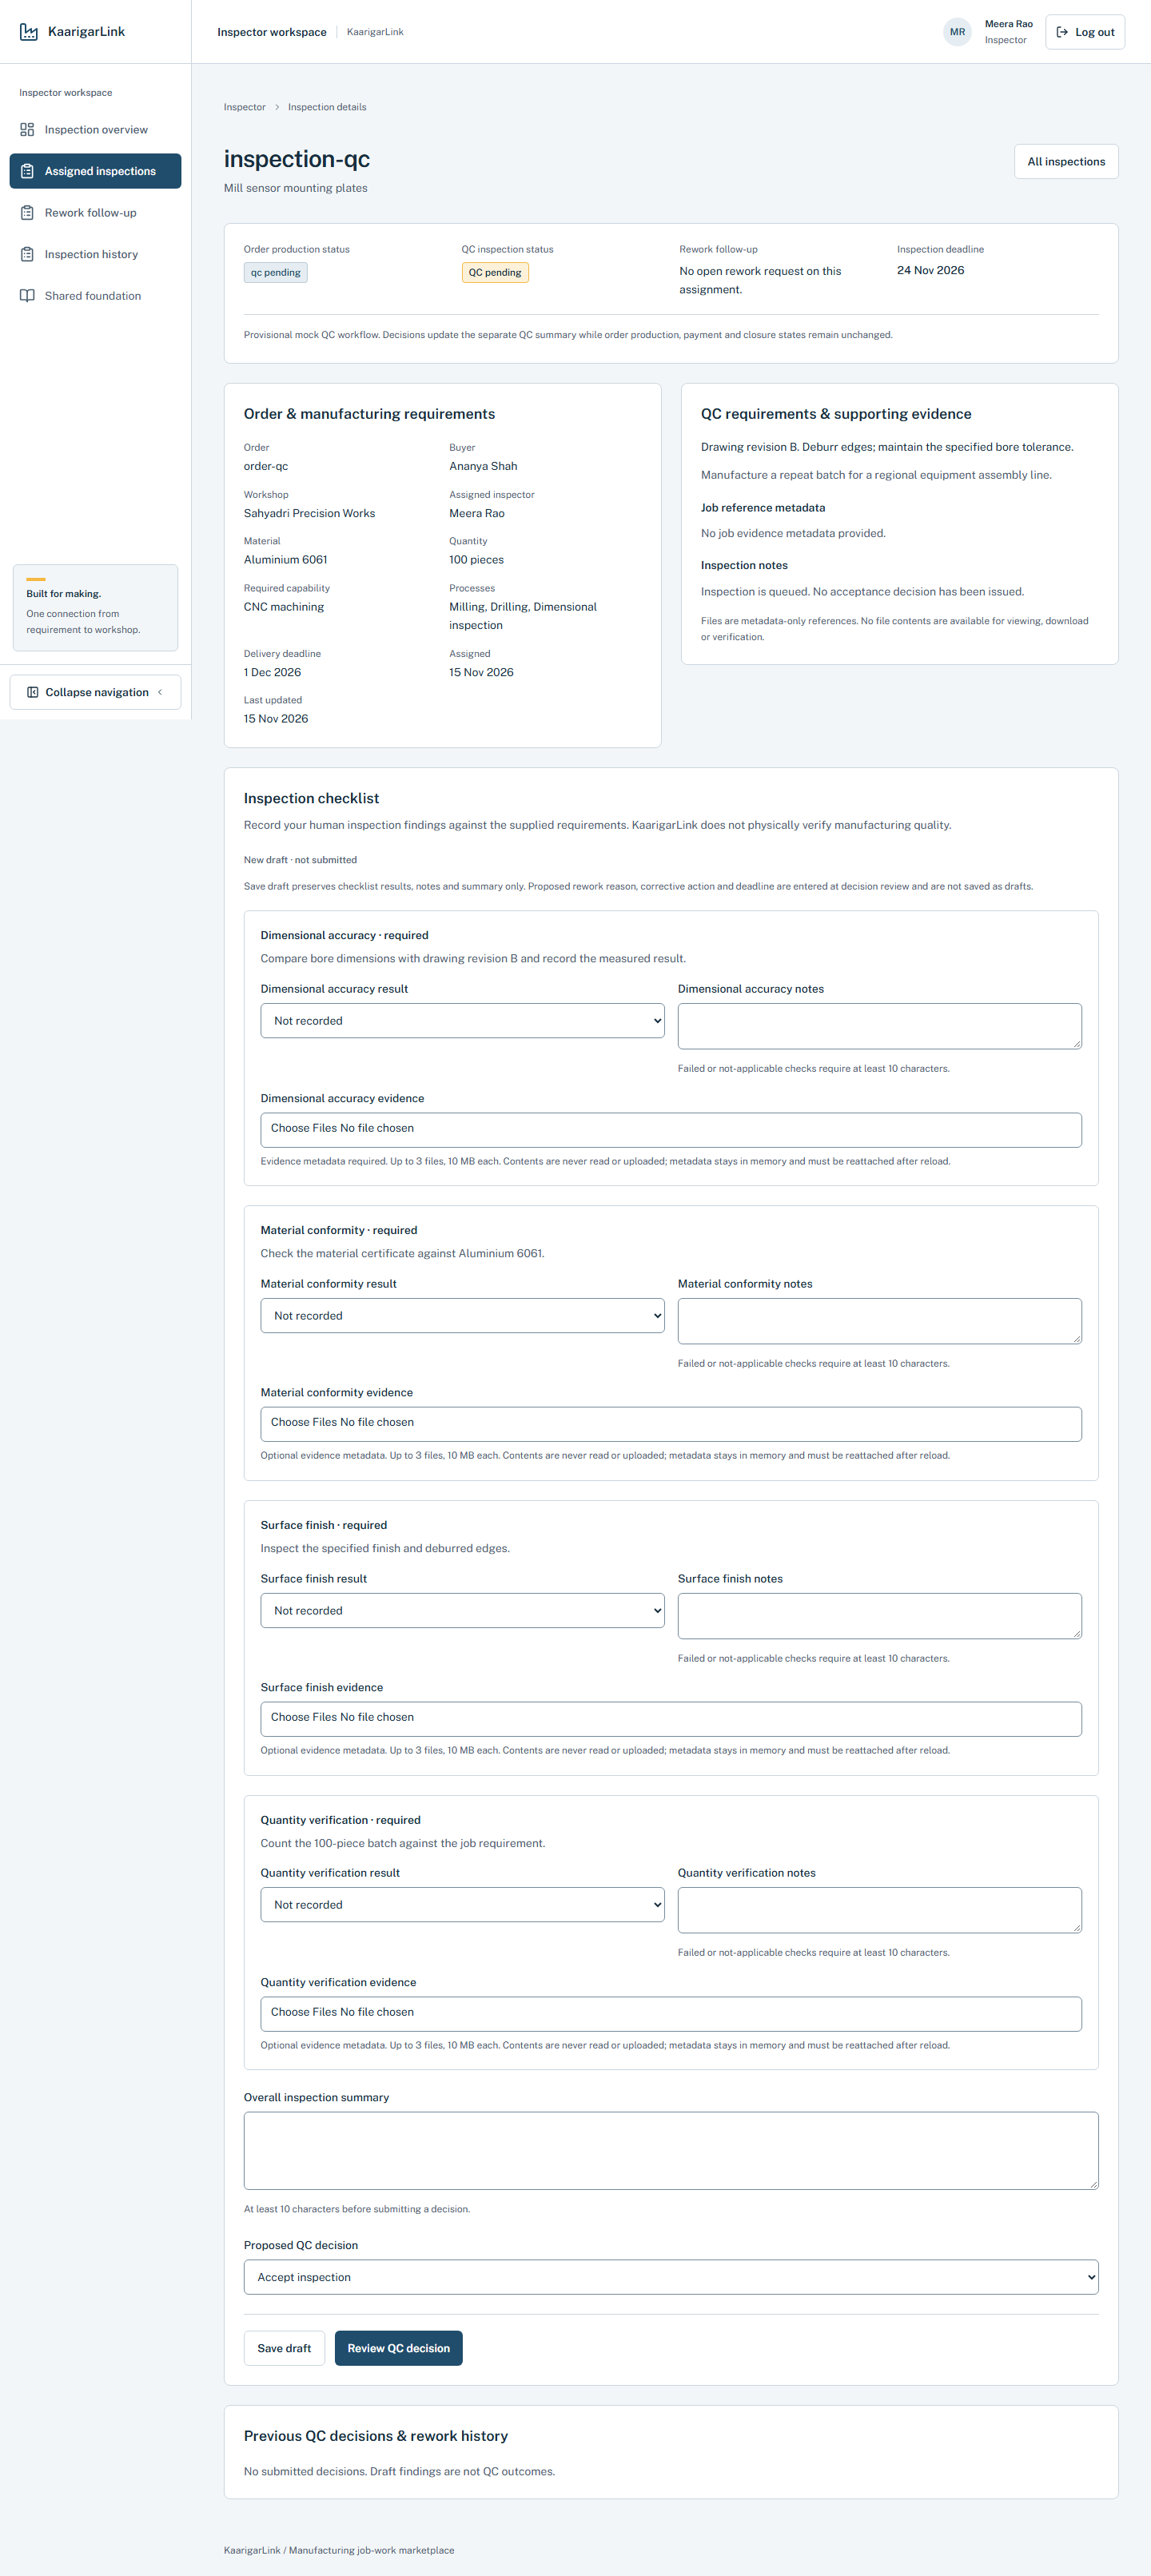 KaarigarLink
Inspector workspace
KaarigarLink
MR
Meera Rao
Inspector
Log out
Inspector workspace
Inspection overview
Assigned inspections
Rework follow-up
Inspection history
Shared foundation
Built for making.
One connection from
requirement to workshop.
Collapse navigation
Inspector
Inspection details
inspection-qc
Mill sensor mounting plates
All inspections
Order production status
qc pending
QC inspection status
QC pending
Rework follow-up
No open rework request on this
assignment.
Inspection deadline
24 Nov 2026
Provisional mock QC workflow. Decisions update the separate QC summary while order production, payment and closure states remain unchanged.
Order & manufacturing requirements
Order
order-qc
Buyer
Ananya Shah
Workshop
Sahyadri Precision Works
Assigned inspector
Meera Rao
Material
Aluminium 6061
Quantity
100 pieces
Required capability
CNC machining
Processes
Milling, Drilling, Dimensional
inspection
Delivery deadline
1 Dec 2026
Assigned
15 Nov 2026
Last updated
15 Nov 2026
QC requirements & supporting evidence
Drawing revision B. Deburr edges; maintain the specified bore tolerance.
Manufacture a repeat batch for a regional equipment assembly line.
Job reference metadata
No job evidence metadata provided.
Inspection notes
Inspection is queued. No acceptance decision has been issued.
Files are metadata-only references. No file contents are available for viewing, download
or verification.
Inspection checklist
Record your human inspection findings against the supplied requirements. KaarigarLink does not physically verify manufacturing quality.
New draft · not submitted
Save draft preserves checklist results, notes and summary only. Proposed rework reason, corrective action and deadline are entered at decision review and are not saved as drafts.
Dimensional accuracy · required
Compare bore dimensions with drawing revision B and record the measured result.
Dimensional accuracy result
Not recorded
Dimensional accuracy notes
Failed or not-applicable checks require at least 10 characters.
Dimensional accuracy evidence
Choose Files No file chosen
Evidence metadata required. Up to 3 files, 10 MB each. Contents are never read or uploaded; metadata stays in memory and must be reattached after reload.
Material conformity · required
Check the material certificate against Aluminium 6061.
Material conformity result
Not recorded
Material conformity notes
Failed or not-applicable checks require at least 10 characters.
Material conformity evidence
Choose Files No file chosen
Optional evidence metadata. Up to 3 files, 10 MB each. Contents are never read or uploaded; metadata stays in memory and must be reattached after reload.
Surface finish · required
Inspect the specified finish and deburred edges.
Surface finish result
Not recorded
Surface finish notes
Failed or not-applicable checks require at least 10 characters.
Surface finish evidence
Choose Files No file chosen
Optional evidence metadata. Up to 3 files, 10 MB each. Contents are never read or uploaded; metadata stays in memory and must be reattached after reload.
Quantity verification · required
Count the 100-piece batch against the job requirement.
Quantity verification result
Not recorded
Quantity verification notes
Failed or not-applicable checks require at least 10 characters.
Quantity verification evidence
Choose Files No file chosen
Optional evidence metadata. Up to 3 files, 10 MB each. Contents are never read or uploaded; metadata stays in memory and must be reattached after reload.
Overall inspection summary
At least 10 characters before submitting a decision.
Proposed QC decision
Accept inspection
Save draft
Review QC decision
Previous QC decisions & rework history
No submitted decisions. Draft findings are not QC outcomes.
KaarigarLink / Manufacturing job-work marketplace